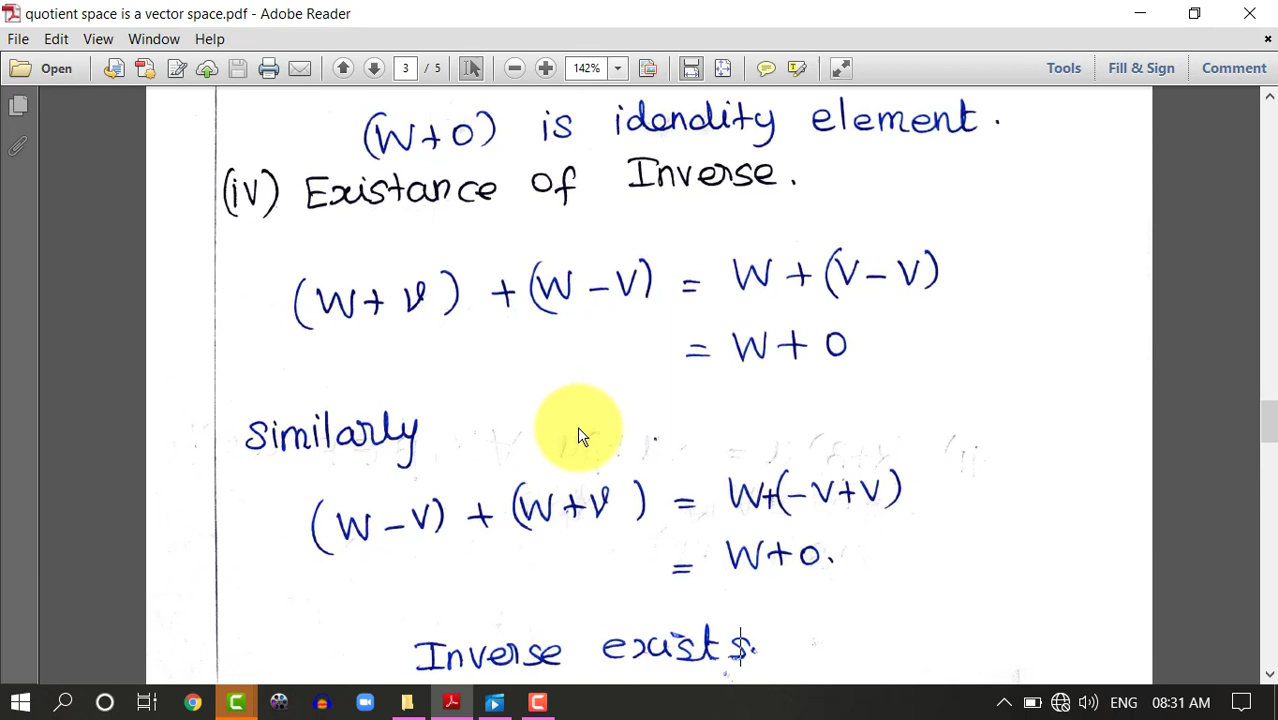 quotient space is a vector space.pdf - Adobe Reader
File Edit View Window Help
Open 3 / 5 142% Tools Fill & Sign Comment
(W+0) is idendity element.
(iv) Existance of Inverse.
(W+v) + (W-V) = W + (V-V)
= W + 0
Similarly
(W-V) + (W+v) = W+(-V+V)
= W+0.
Inverse exists.
ENG 08:31 AM